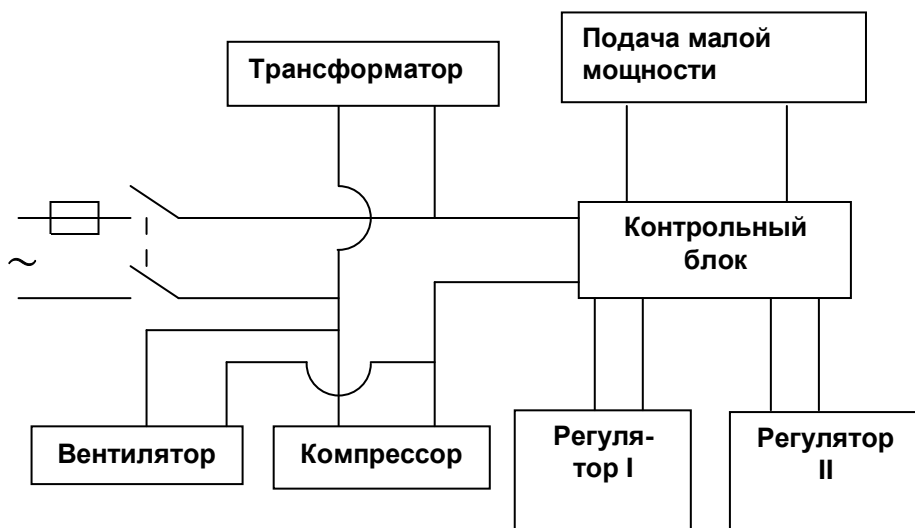 Трансформатор
Подача малой
мощности
~
Контрольный
блок
Вентилятор
Компрессор
Регуля-
тор I
Регулятор
II